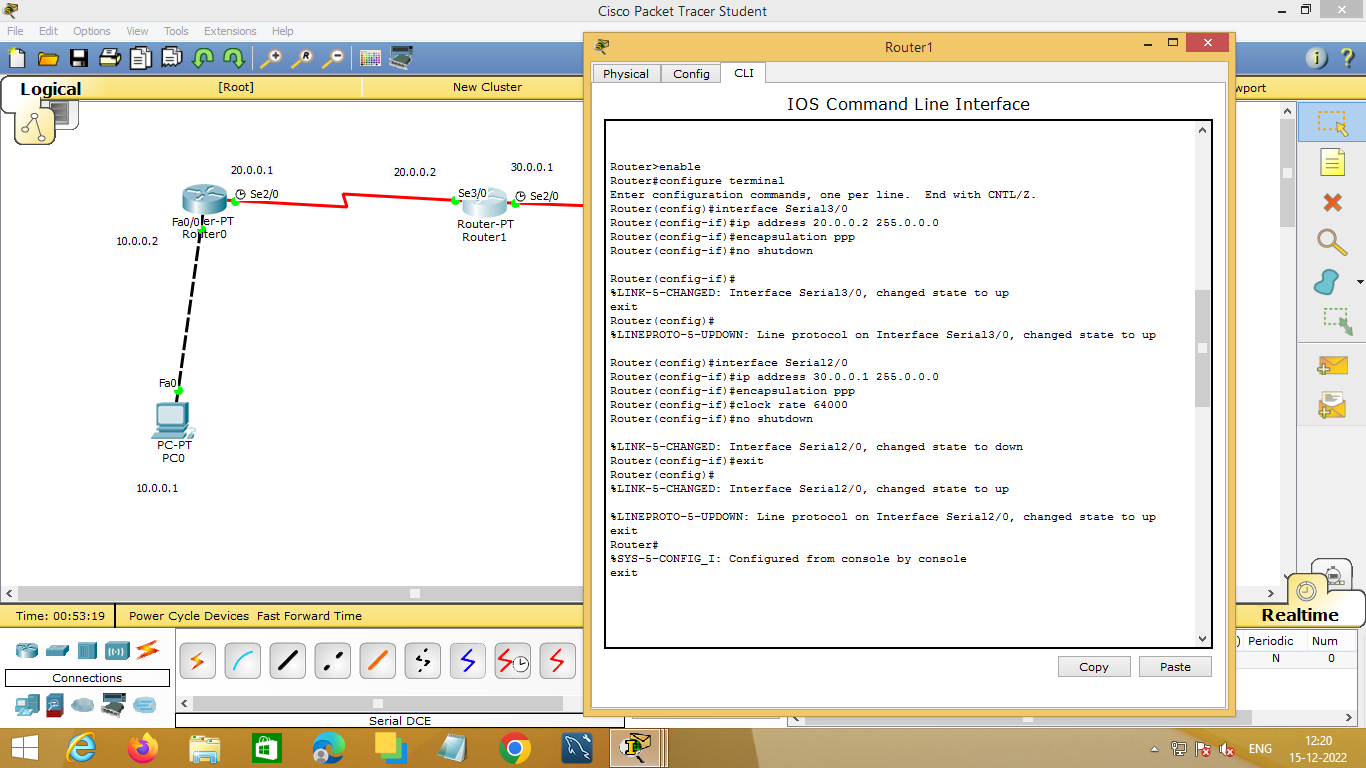 Cisco Packet Tracer Student
File Edit Options View Tools Extensions Help
Logical
[Root]
New Cluster
wport
20.0.0.1
Se2/0
20.0.0.2
Se3/0
30.0.0.1
Se2/0
Fa0/0
er-PT
Router0
Router-PT
Router1
10.0.0.2
Fa0
PC-PT
PC0
10.0.0.1
Router1
Physical Config CLI
IOS Command Line Interface
Router>enable
Router#configure terminal
Enter configuration commands, one per line.  End with CNTL/Z.
Router(config)#interface Serial3/0
Router(config-if)#ip address 20.0.0.2 255.0.0.0
Router(config-if)#encapsulation ppp
Router(config-if)#no shutdown
Router(config-if)#
%LINK-5-CHANGED: Interface Serial3/0, changed state to up
exit
Router(config)#
%LINEPROTO-5-UPDOWN: Line protocol on Interface Serial3/0, changed state to up
Router(config)#interface Serial2/0
Router(config-if)#ip address 30.0.0.1 255.0.0.0
Router(config-if)#encapsulation ppp
Router(config-if)#clock rate 64000
Router(config-if)#no shutdown
%LINK-5-CHANGED: Interface Serial2/0, changed state to down
Router(config-if)#exit
Router(config)#
%LINK-5-CHANGED: Interface Serial2/0, changed state to up
%LINEPROTO-5-UPDOWN: Line protocol on Interface Serial2/0, changed state to up
exit
Router#
%SYS-5-CONFIG_I: Configured from console by console
exit
Copy Paste
Time: 00:53:19 Power Cycle Devices Fast Forward Time
Realtime
) Periodic Num
N 0
Connections
Serial DCE
ENG
12:20
15-12-2022